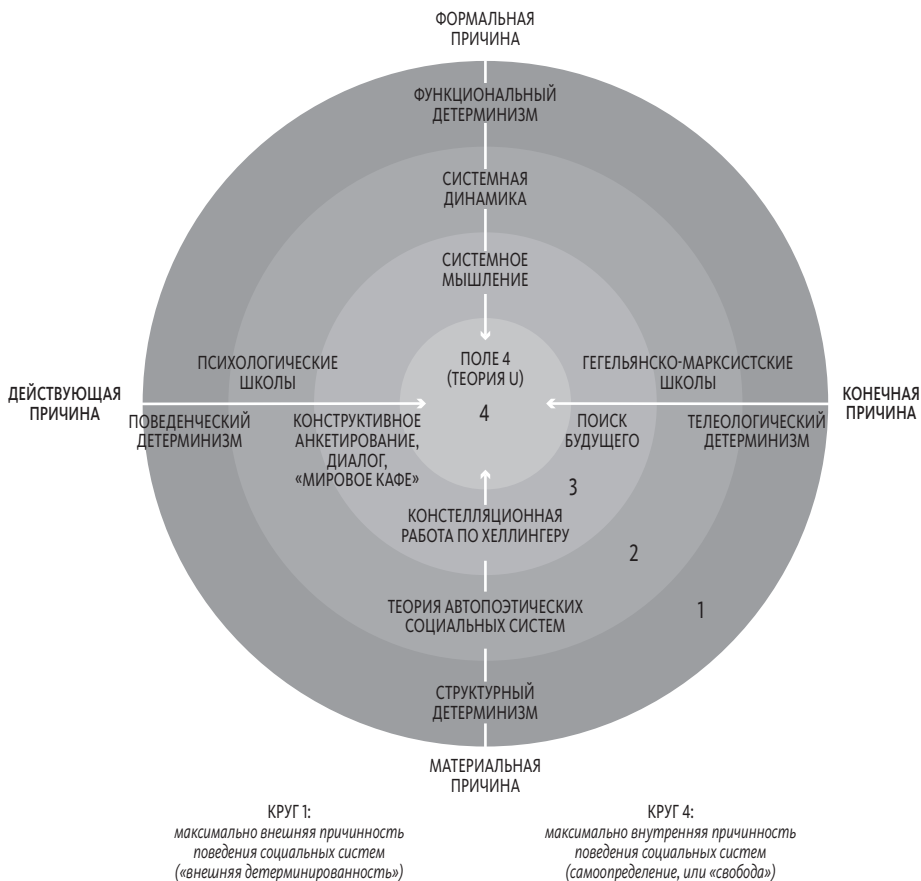 ФОРМАЛЬНАЯ
ПРИЧИНА
ФУНКЦИОНАЛЬНЫЙ
ДЕТЕРМИНИЗМ
СИСТЕМНАЯ
ДИНАМИКА
СИСТЕМНОЕ
МЫШЛЕНИЕ
ПОЛЕ 4
(ТЕОРИЯ U)
4
ПСИХОЛОГИЧЕСКИЕ
ШКОЛЫ
ГЕГЕЛЬЯНСКО-МАРКСИСТСКИЕ
ШКОЛЫ
ДЕЙСТВУЮЩАЯ
ПРИЧИНА
КОНЕЧНАЯ
ПРИЧИНА
ПОВЕДЕНЧЕСКИЙ
ДЕТЕРМИНИЗМ
КОНСТРУКТИВНОЕ
АНКЕТИРОВАНИЕ,
ДИАЛОГ,
«МИРОВОЕ КАФЕ»
ПОИСК
БУДУЩЕГО
ТЕЛЕОЛОГИЧЕСКИЙ
ДЕТЕРМИНИЗМ
3
КОНСТЕЛЛЯЦИОННАЯ
РАБОТА ПО ХЕЛЛИНГЕРУ
2
ТЕОРИЯ АВТОПОЭТИЧЕСКИХ
СОЦИАЛЬНЫХ СИСТЕМ
1
СТРУКТУРНЫЙ
ДЕТЕРМИНИЗМ
МАТЕРИАЛЬНАЯ
ПРИЧИНА
КРУГ 1:
максимально внешняя причинность
поведения социальных систем
(«внешняя детерминированность»)
КРУГ 4:
максимально внутренняя причинность
поведения социальных систем
(самоопределение, или «свобода»)